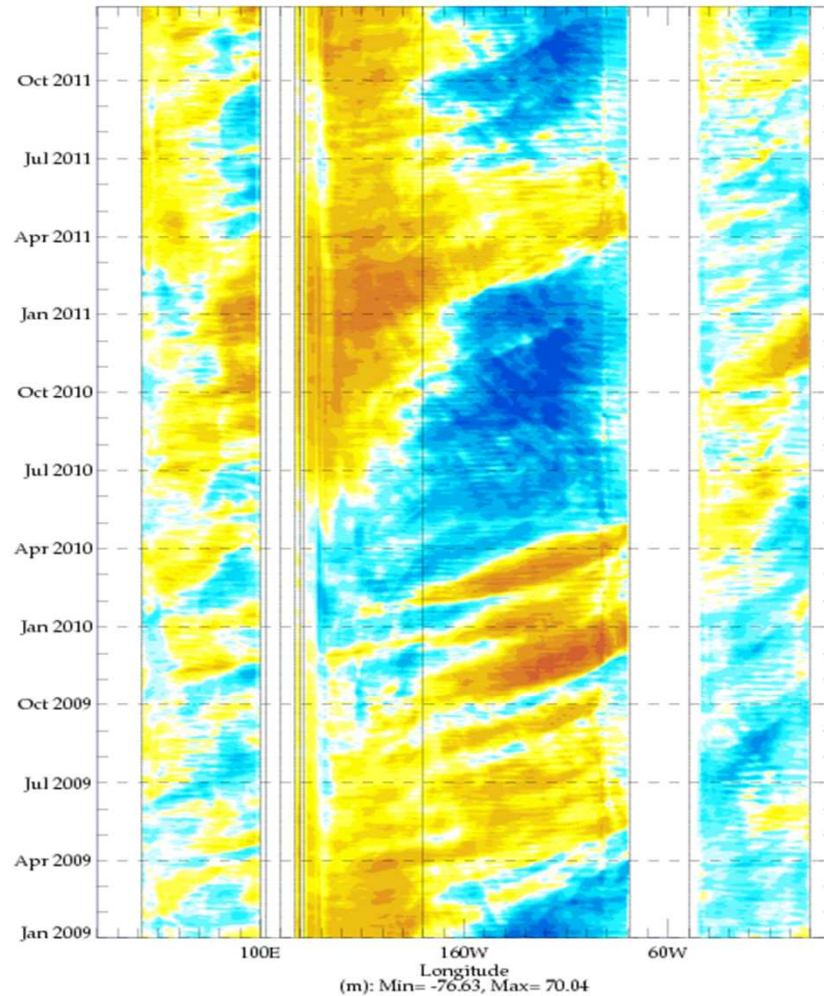 Oct 2011
Jul 2011
Apr 2011
Jan 2011
Oct 2010
Jul 2010
Apr 2010
Jan 2010
Oct 2009
Jul 2009
Apr 2009
Jan 2009
100E 160W 60W
Longitude
(m): Min= -76.63, Max= 70.04